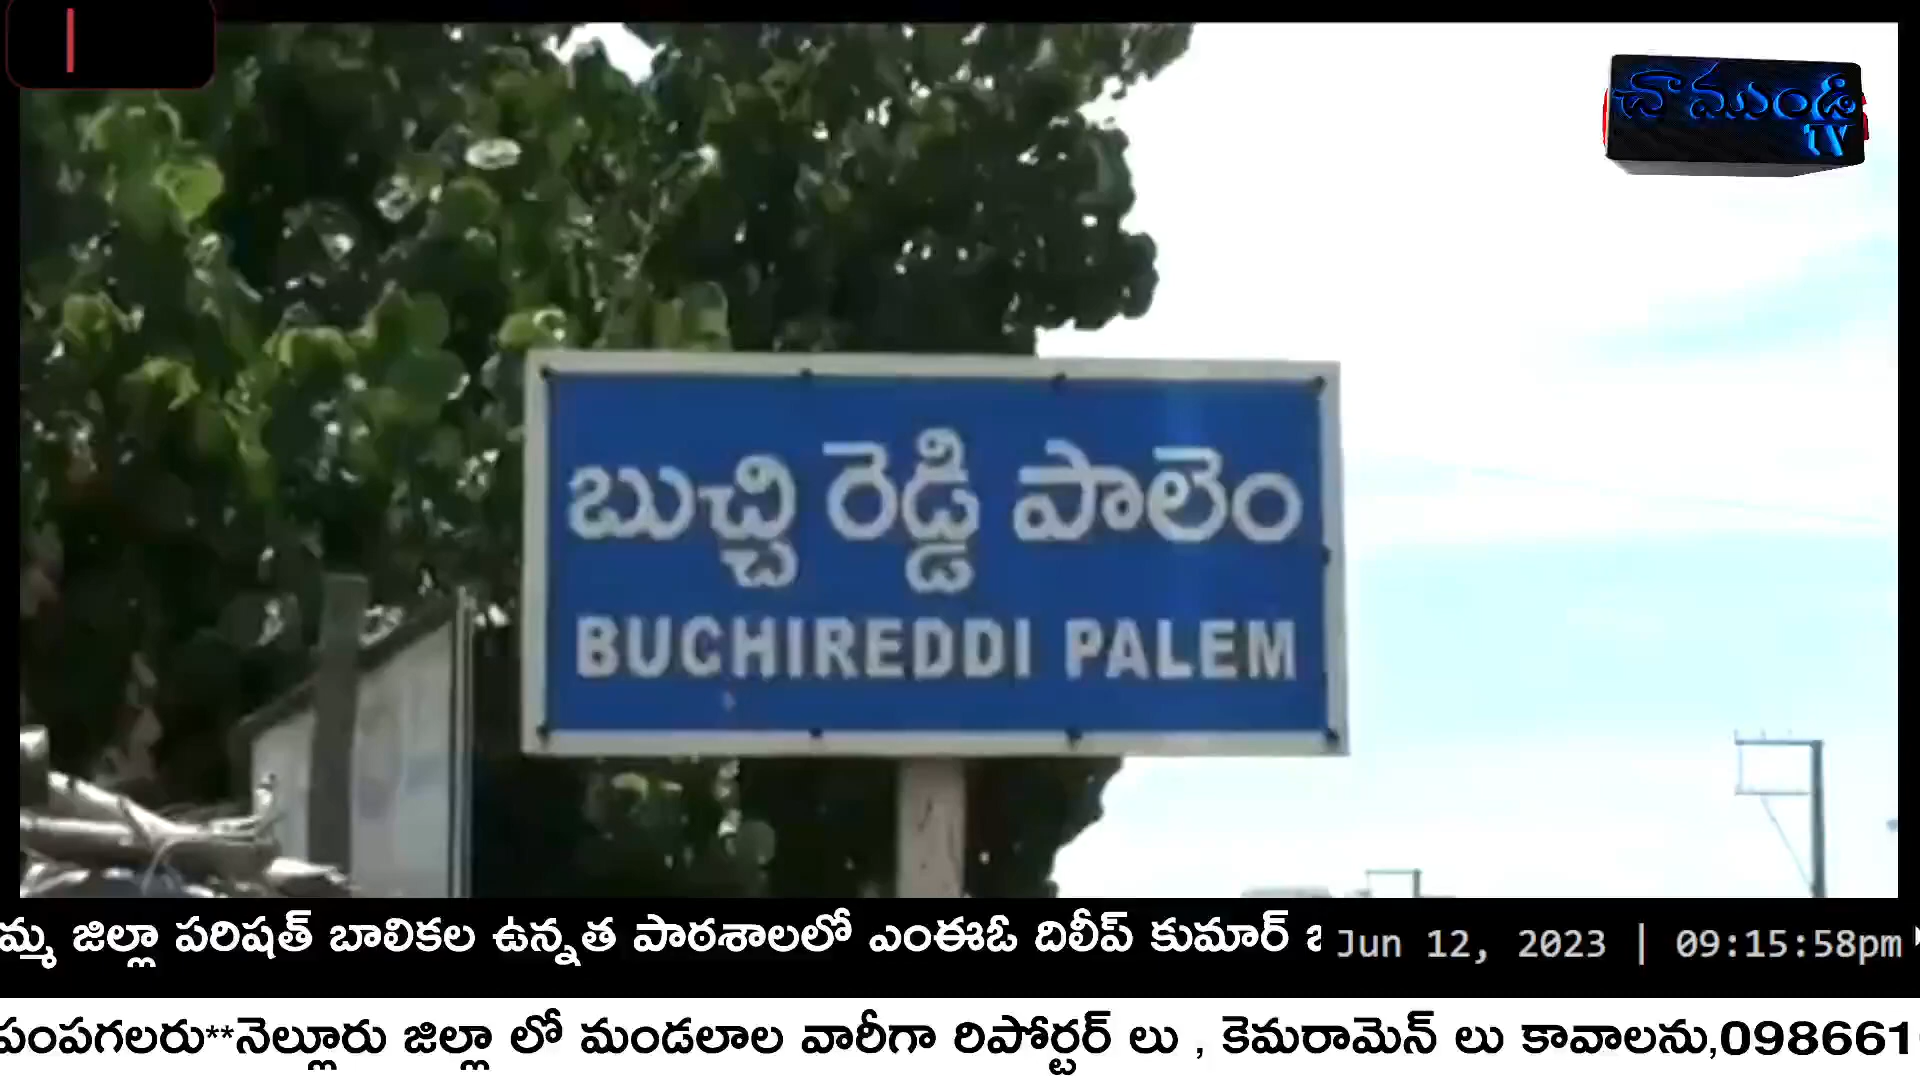 చాముండి
TV
బుచ్చి రెడ్డి పాలెం
BUCHIREDDI PALEM
మ్మ జిల్లా పరిషత్ బాలికల ఉన్నత పాఠశాలలో ఎంఈఓ దిలీప్ కుమార్
Jun 12, 2023 | 09:15:58pm
పంపగలరు**నెల్లూరు జిల్లా లో మండలాల వారీగా రిపోర్టర్ లు , కెమరామెన్ లు కావాలను,098661